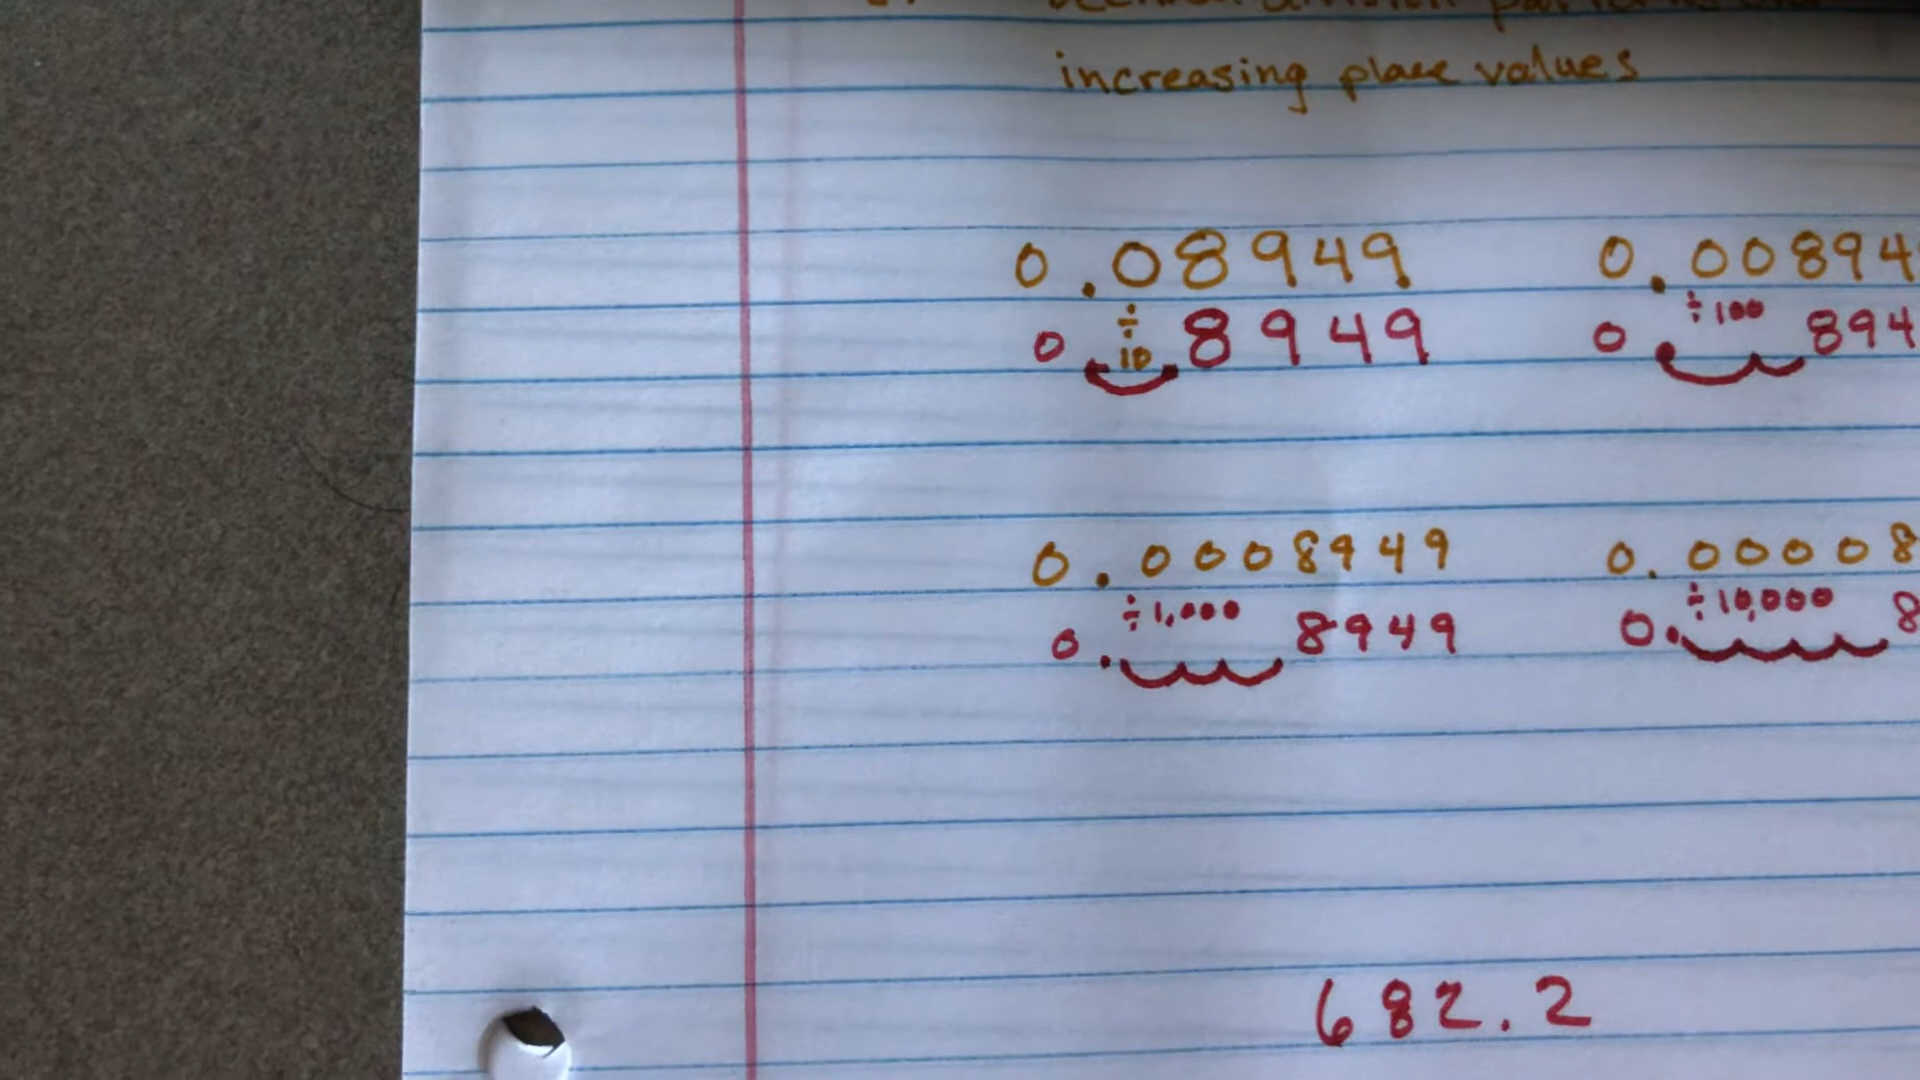 increasing place values
0.08949 0.00894
÷ ÷100
0 10 8949 0 894
0.0008949 0.00008
÷1,000 ÷10,000
0. 8949 0. 8
682.2